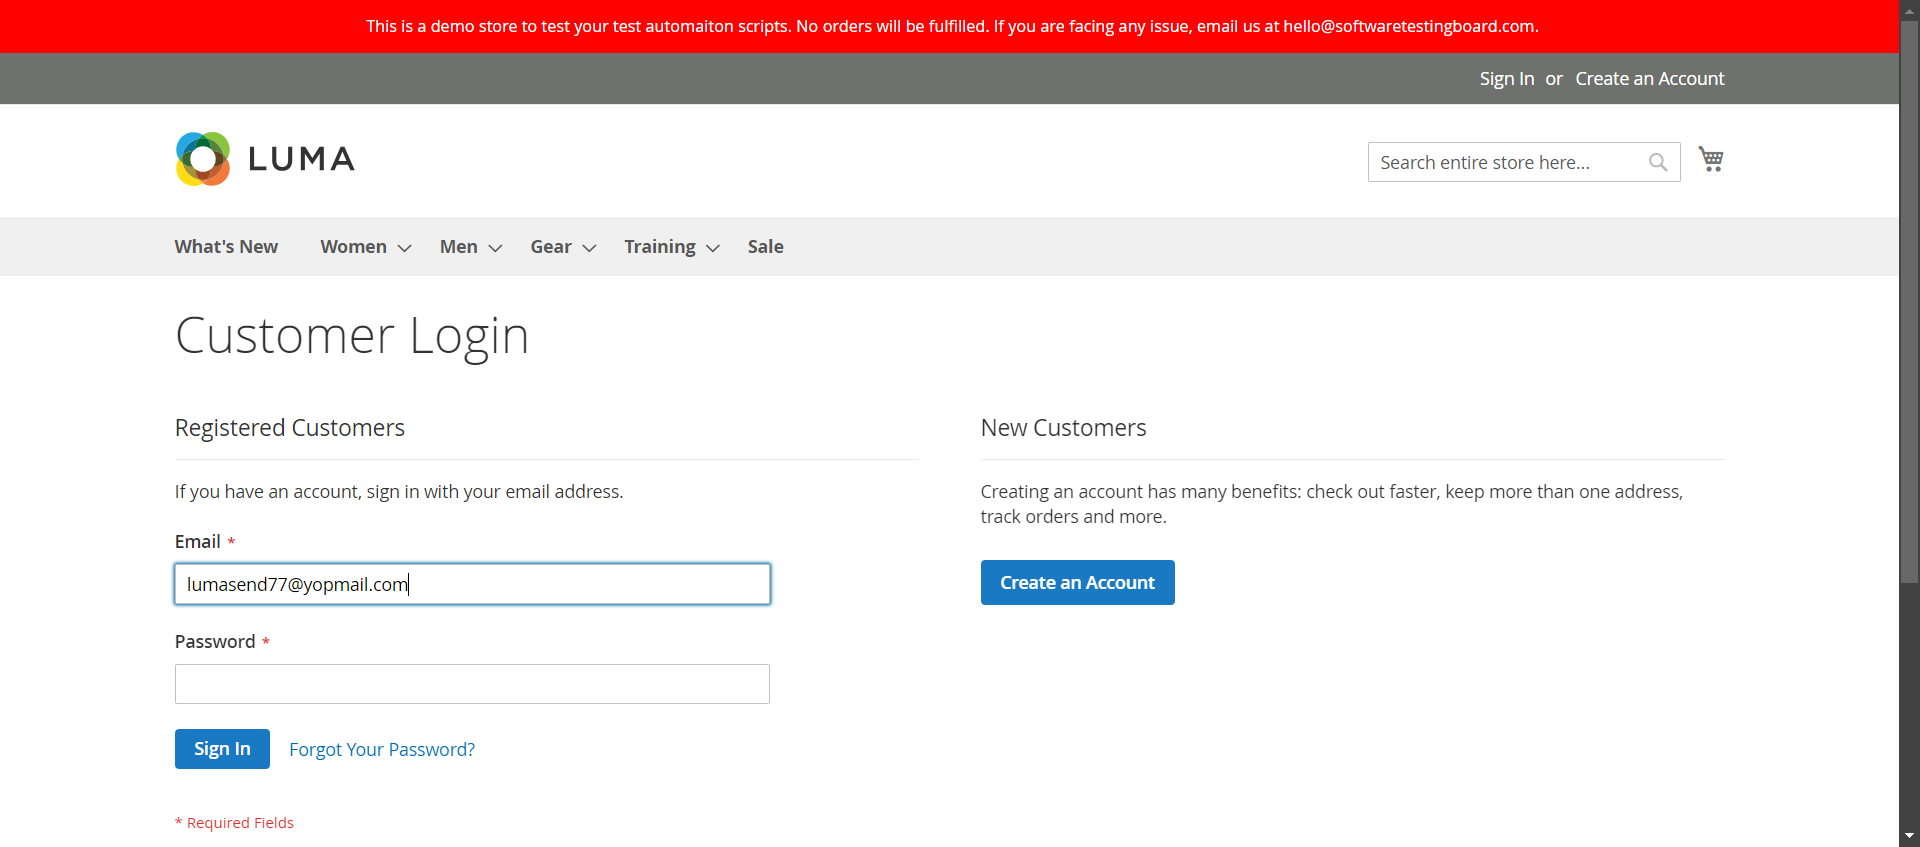 This is a demo store to test your test automaiton scripts. No orders will be fulfilled. If you are facing any issue, email us at hello@softwaretestingboard.com.
Sign In or Create an Account
LUMA
Search entire store here...
What's New Women Men Gear Training Sale
Customer Login
Registered Customers
If you have an account, sign in with your email address.
Email *
lumasend77@yopmail.com
Password *
Sign In Forgot Your Password?
* Required Fields
New Customers
Creating an account has many benefits: check out faster, keep more than one address,
track orders and more.
Create an Account